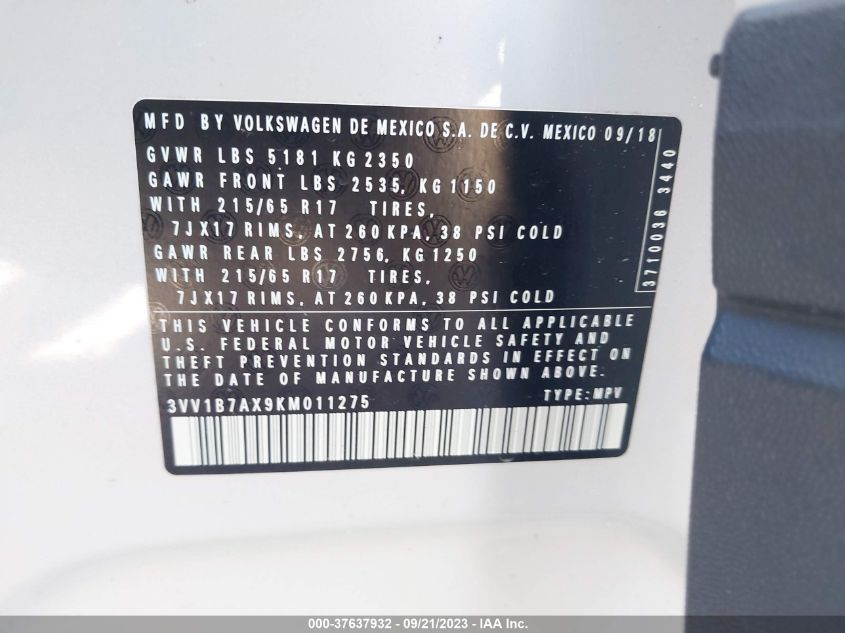 MFD BY VOLKSWAGEN DE MEXICO S.A. DE C.V. MEXICO 09/18
GVWR LBS 5181 KG 2350
GAWR FRONT LBS 2535, KG 1150
WITH 215/65 R17 TIRES,
7JX17 RIMS, AT 260 KPA, 38 PSI COLD
GAWR REAR LBS 2756, KG 1250
WITH 215/65 R17 TIRES,
7JX17 RIMS, AT 260 KPA, 38 PSI COLD
3710036 3440
THIS VEHICLE CONFORMS TO ALL APPLICABLE
U.S. FEDERAL MOTOR VEHICLE SAFETY AND
THEFT PREVENTION STANDARDS IN EFFECT ON
THE DATE OF MANUFACTURE SHOWN ABOVE.
3VV1B7AX9KM011275 TYPE: MPV
000-37637932 - 09/21/2023 - IAA Inc.